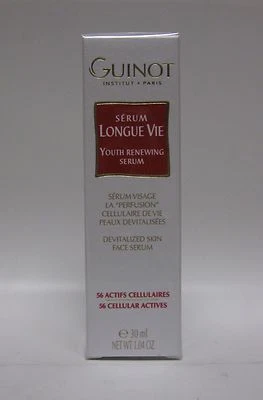 GUINOT
INSTITUT • PARIS
SÉRUM
LONGUE VIE
YOUTH RENEWING
SERUM
SÉRUM VISAGE
LA "PERFUSION"
CELLULAIRE DE VIE
PEAUX DÉVITALISÉES
DEVITALIZED SKIN
FACE SERUM
56 ACTIFS CELLULAIRES
56 CELLULAR ACTIVES
℮ 30 ml
NET WT 1.04 OZ